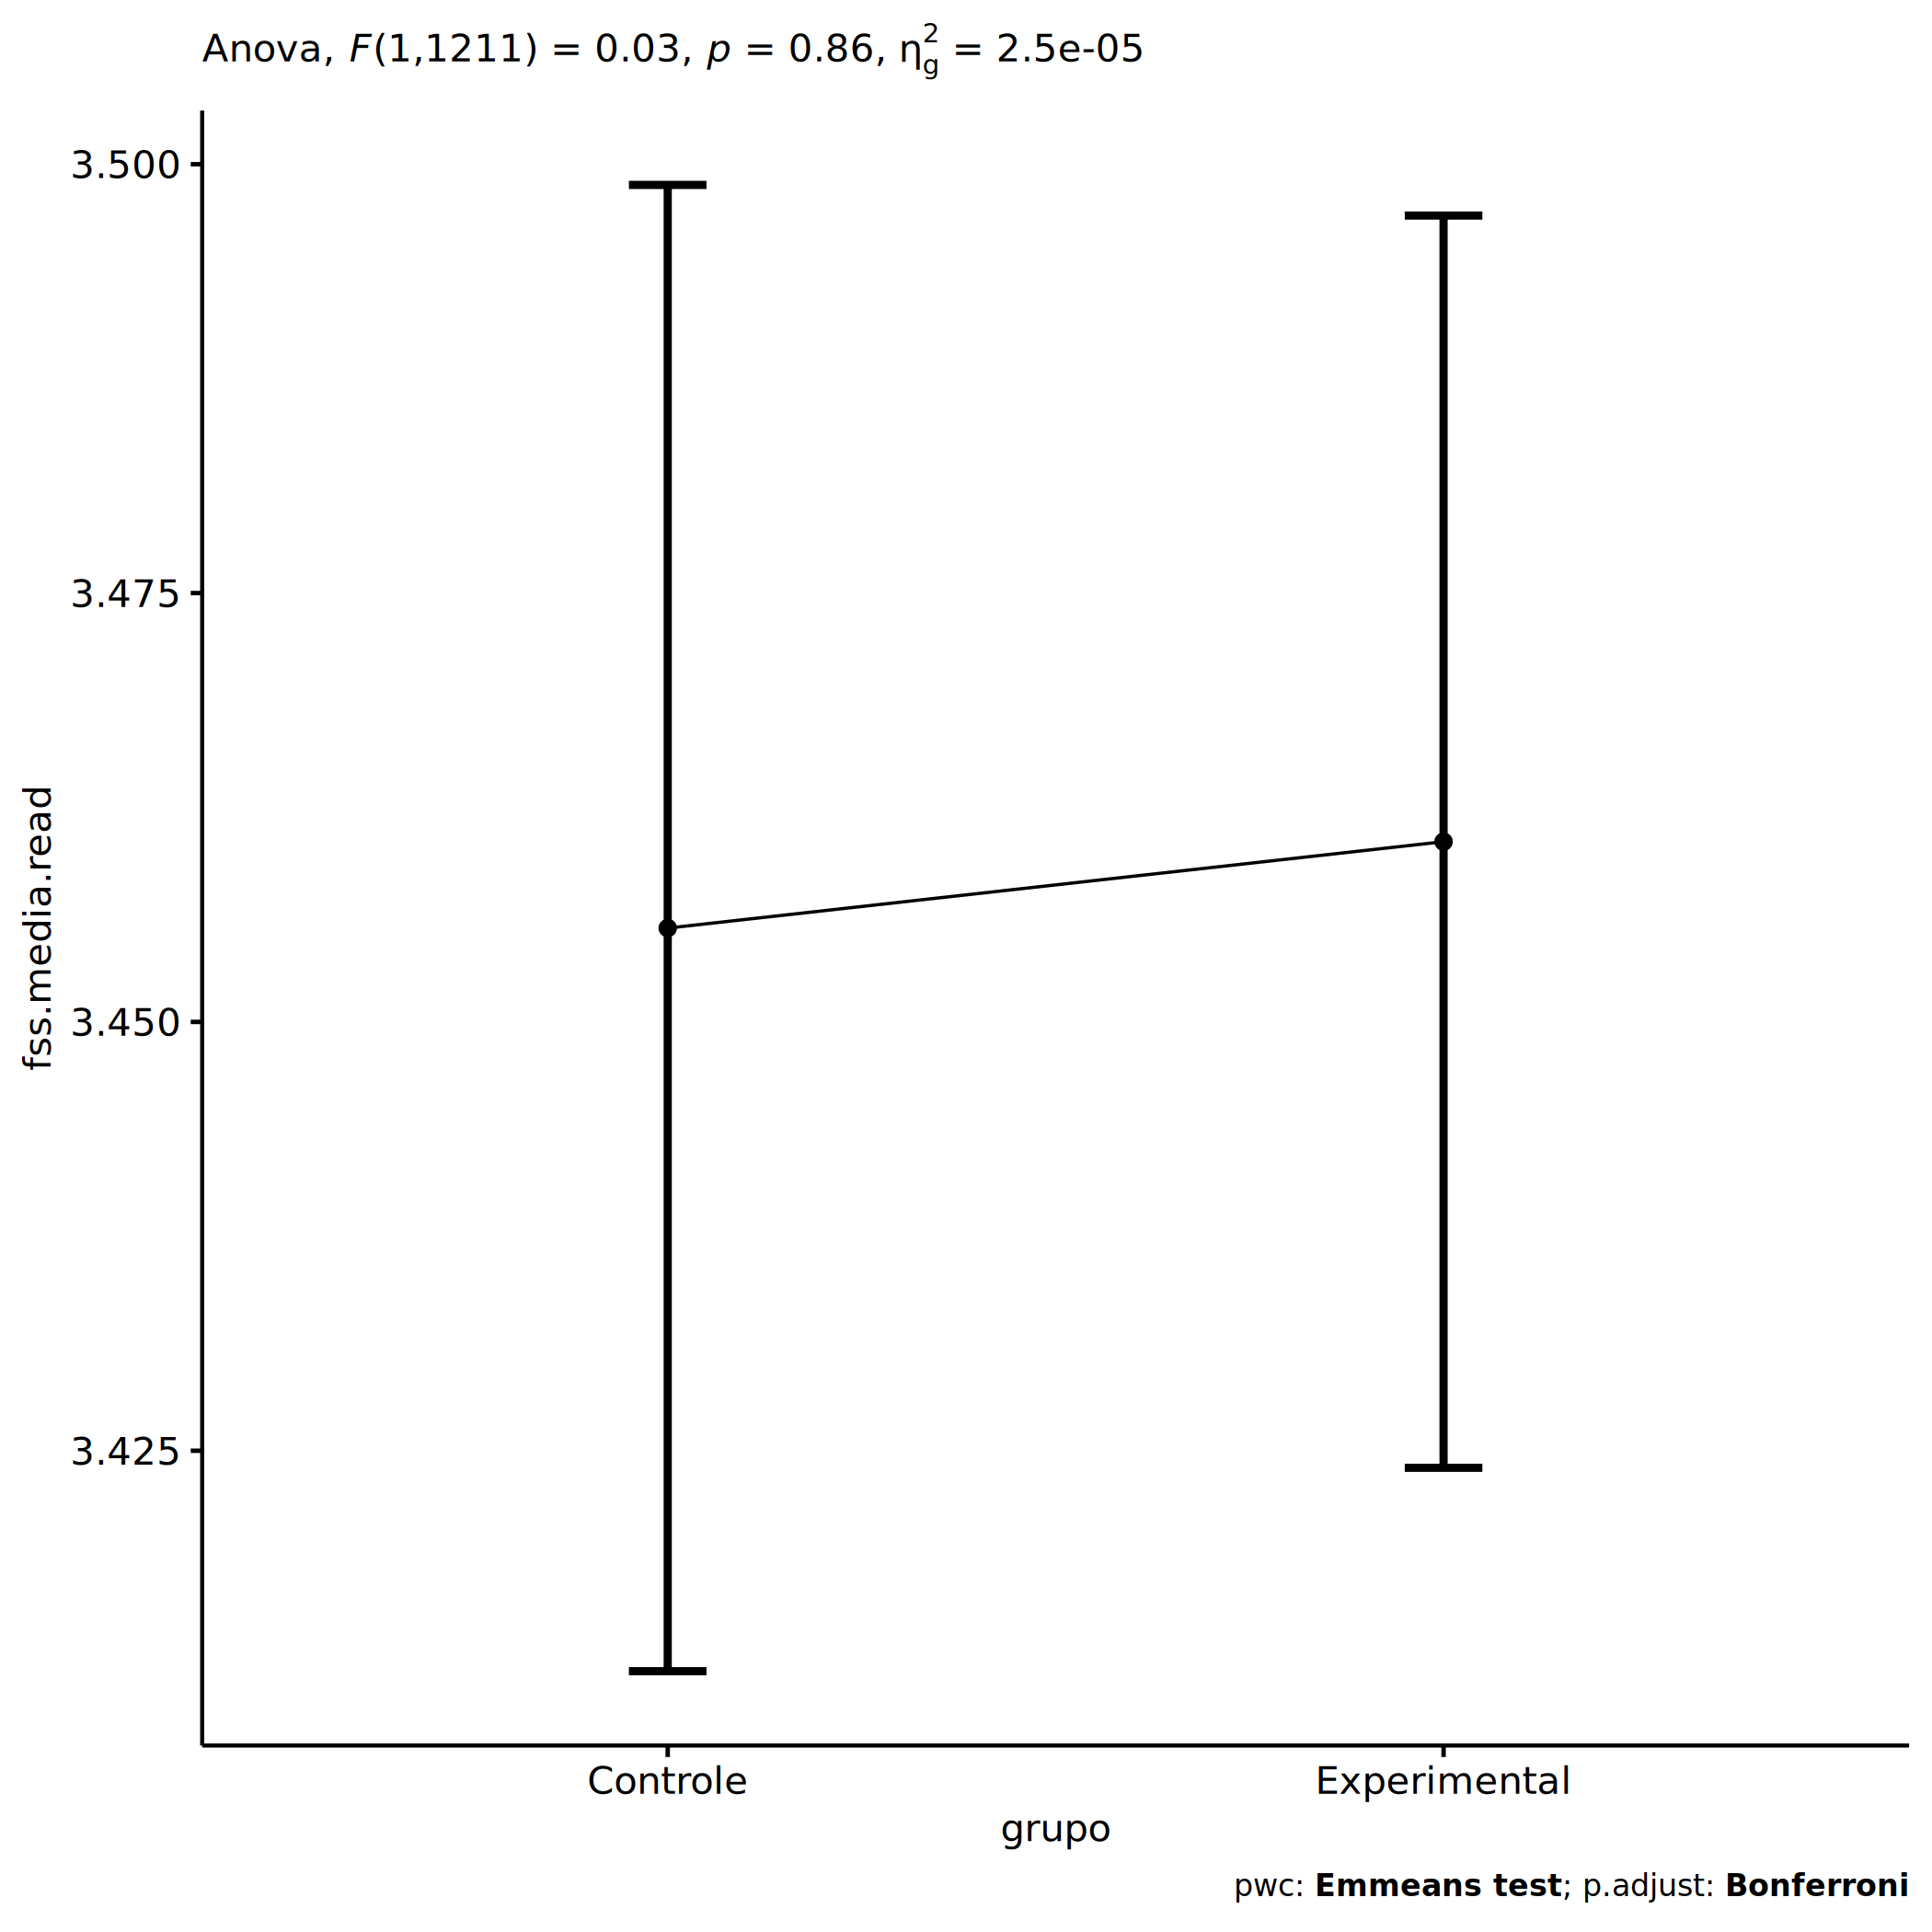 Anova, F(1,1211) = 0.03, p = 0.86, η²g = 2.5e-05
3.500
3.475
3.450
3.425
fss.media.read
Controle Experimental
grupo
pwc: Emmeans test; p.adjust: Bonferroni